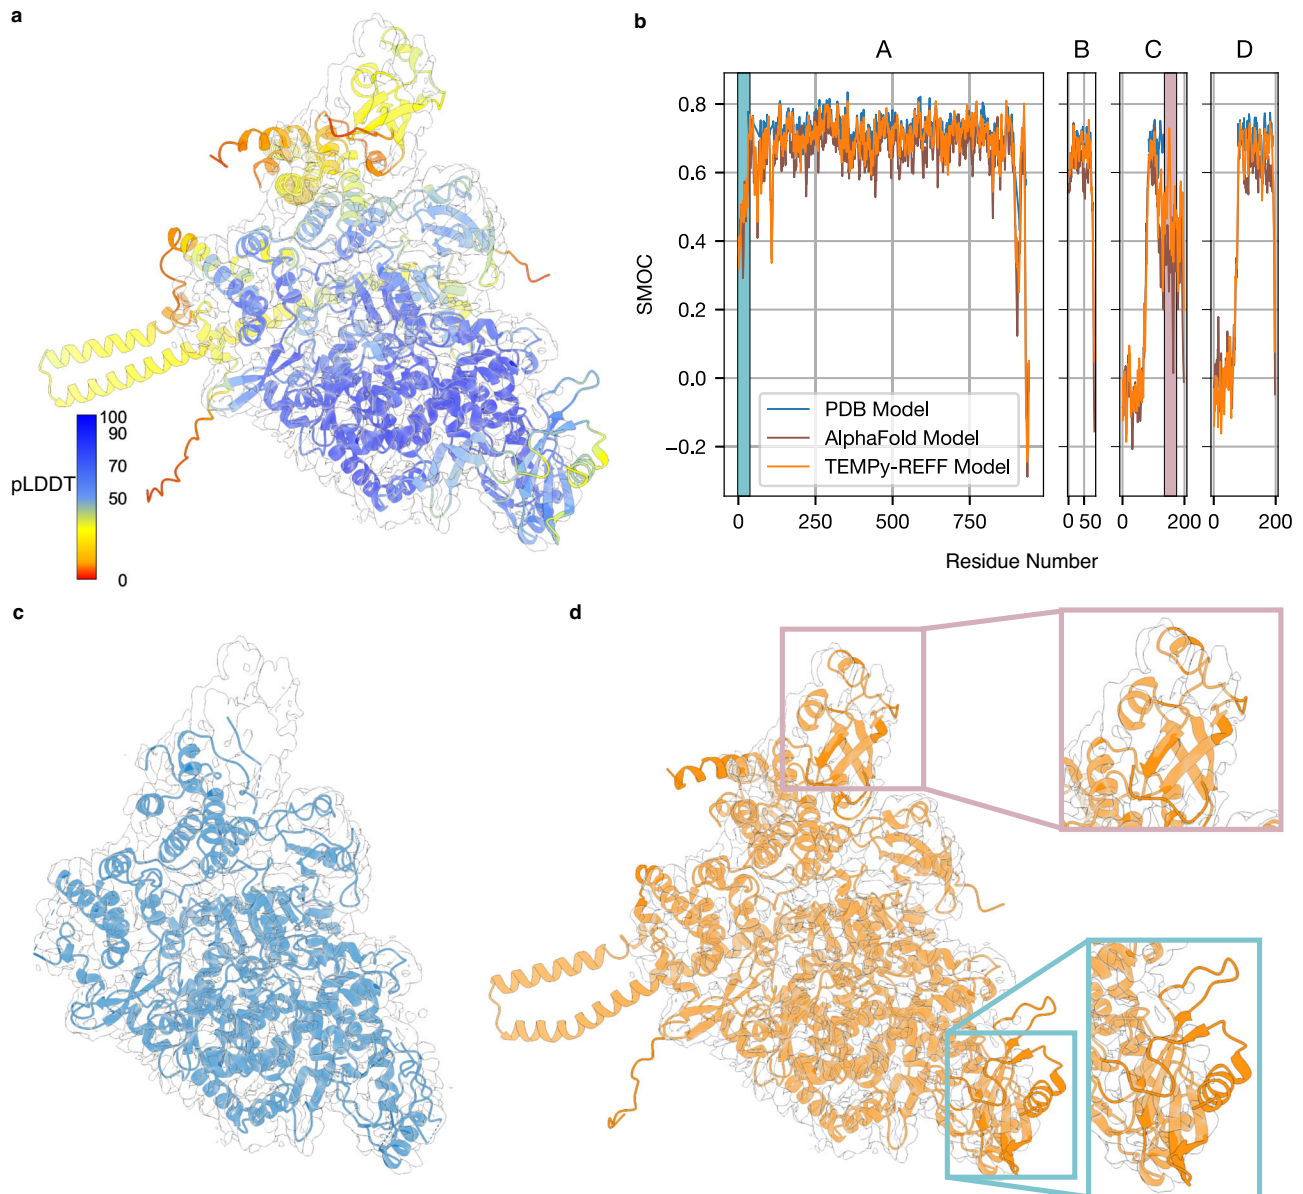 a
100
90
70
50
0
pLDDT
b
A
B
C
D
SMOC
0.8
0.6
0.4
0.2
0.0
−0.2
PDB Model
AlphaFold Model
TEMPy-REFF Model
0
250
500
750
0 50
0
200
0
200
Residue Number
c
d